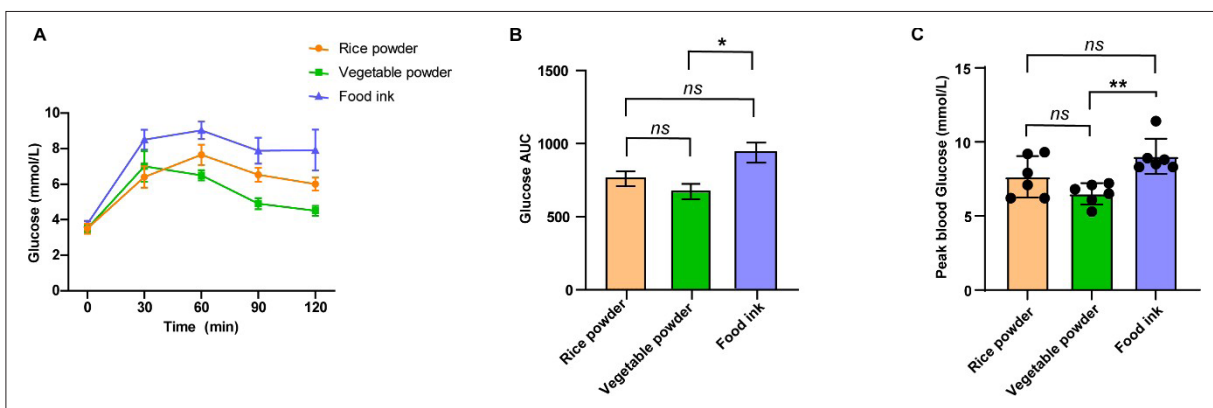 A
Rice powder
Vegetable powder
Food ink
Glucose (mmol/L)
10
8
6
4
2
0
0 30 60 90 120
Time (min)
B
*
ns
ns
Glucose AUC
1500
1000
500
0
Rice powder
Vegetable powder
Food ink
C
ns
**
ns
Peak blood Glucose (mmol/L)
15
10
5
0
Rice powder
Vegetable powder
Food ink